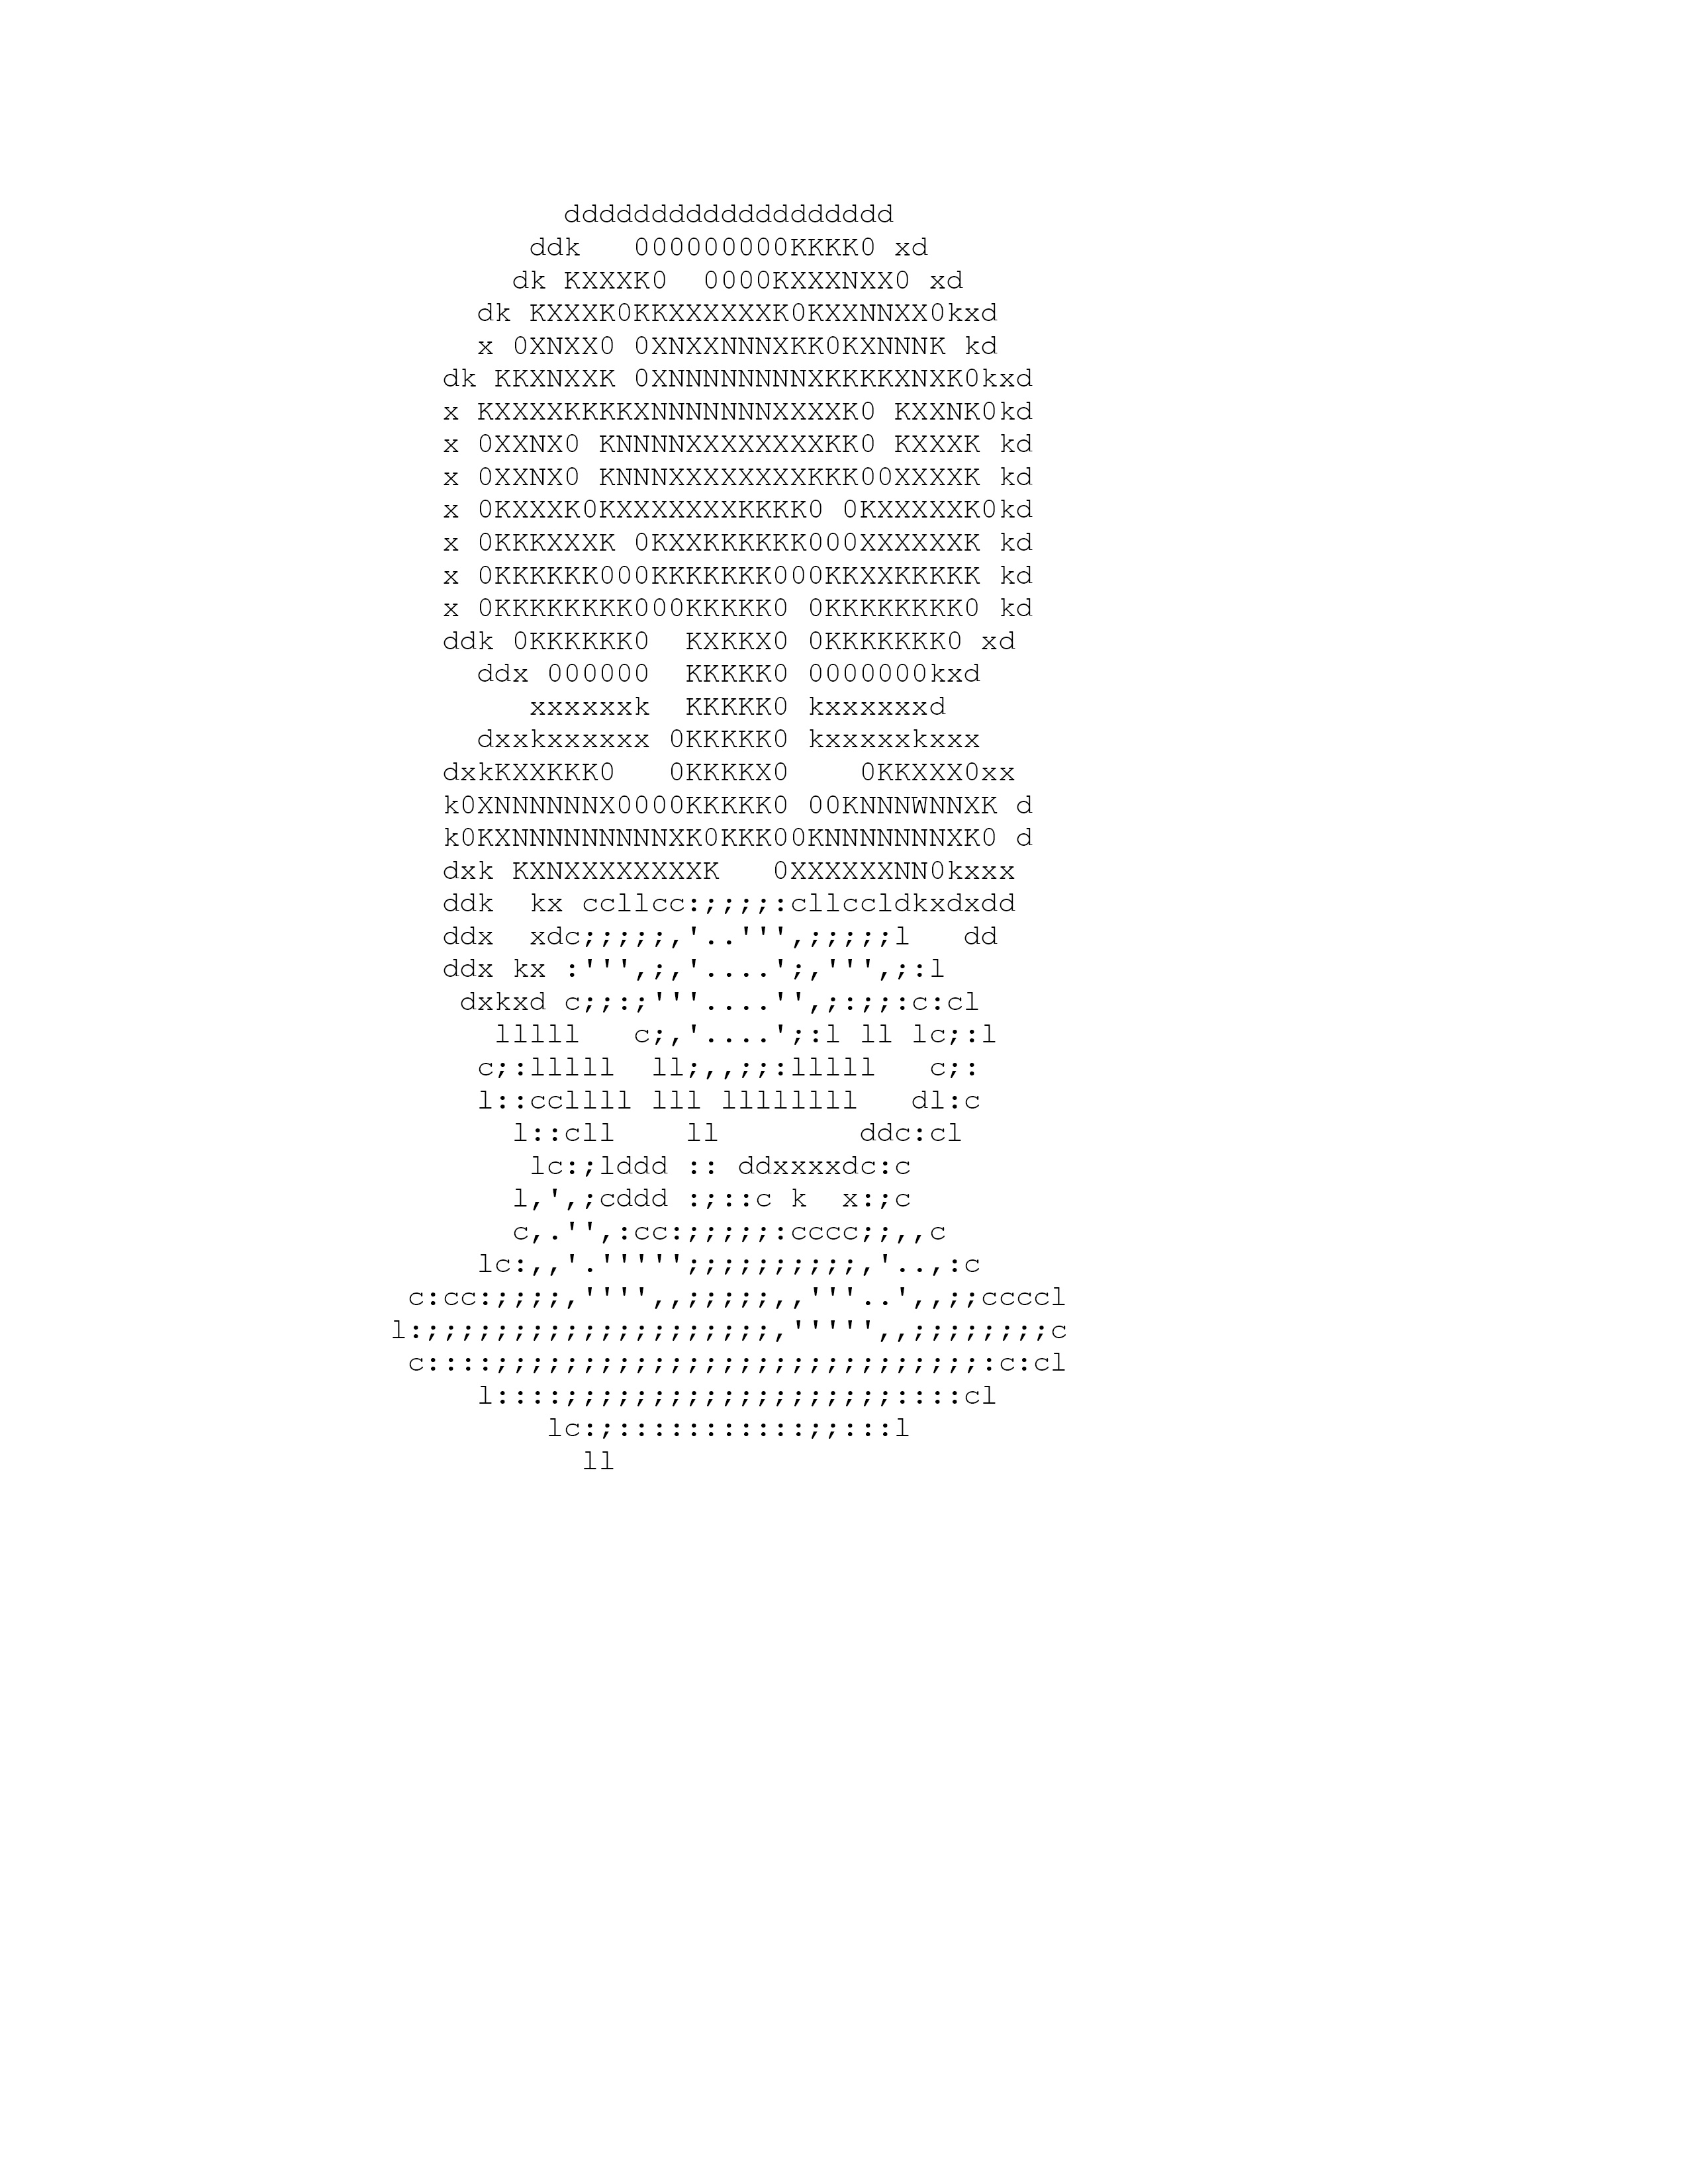 ddddddddddddddddddd
ddk   000000000KKKK0 xd
dk KXXXK0  0000KXXXNXX0 xd
dk KXXXK0KKXXXXXXK0KXXNNXX0kxd
x 0XNXX0 0XNXXNNNXKK0KXNNNK kd
dk KKXNXXK 0XNNNNNNNNXKKKKXNXK0kxd
x KXXXXKKKKXNNNNNNNXXXXK0 KXXNK0kd
x 0XXNX0 KNNNNXXXXXXXXKK0 KXXXK kd
x 0XXNX0 KNNNXXXXXXXXKKK00XXXXK kd
x 0KXXXK0KXXXXXXXXKKKK0 0KXXXXXK0kd
x 0KKKXXXK 0KXXKKKKKK000XXXXXXK kd
x 0KKKKKK000KKKKKKK000KKXXKKKKK kd
x 0KKKKKKKK000KKKKK0 0KKKKKKKK0 kd
ddk 0KKKKKK0  KXKKX0 0KKKKKKK0 xd
ddx 000000  KKKKK0 0000000kxd
xxxxxxk  KKKKK0 kxxxxxxd
dxxkxxxxxx 0KKKKK0 kxxxxxkxxx
dxkKXXKKK0   0KKKKX0    0KKXXX0xx
k0XNNNNNNX0000KKKKK0 00KNNNWNNXK d
k0KXNNNNNNNNNXK0KKK00KNNNNNNNXK0 d
dxk KXNXXXXXXXXK   0XXXXXXNN0kxxx
ddk  kx ccllcc:;;;;:cllccldkxdxdd
ddx  xdc;;;;;,'..''',;;;;;l   dd
ddx kx :''',;,'....';,''',;:l
dxkxd c;;:;'''....'',;:;;:c:cl
lllll   c;,'....';:l ll lc;:l
c;:lllll  ll;,,;;:lllll   c;:
l::ccllll lll llllllll   dl:c
l::cll    ll        ddc:cl
lc:;lddd :: ddxxxxdc:c
l,',;cddd :;::c k  x:;c
c,.'',:cc:;;;;;:cccc;;,,c
lc:,,'.''''';;;;;;;;;;,'..,:c
c:cc:;;;;,'''',,;;;;;,,'''..',,;;ccccl
l:;;;;;;;;;;;;;;;;;;;;,''''',,;;;;;;;;c
c::::;;;;;;;;;;;;;;;;;;;;;;;;;;;;:c:cl
l::::;;;;;;;;;;;;;;;;;;;::::cl
lc:;:::::::::::;;:::l
ll